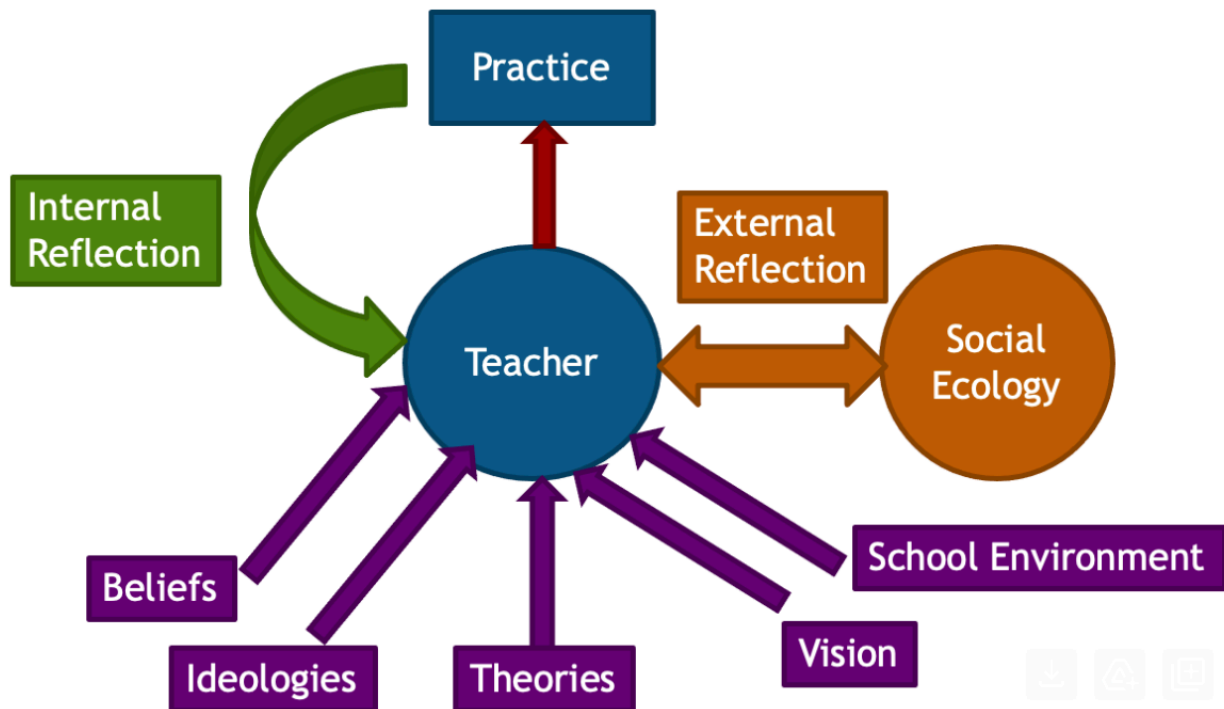 Practice
Internal
Reflection
External
Reflection
Teacher
Social
Ecology
School Environment
Beliefs
Vision
Ideologies
Theories